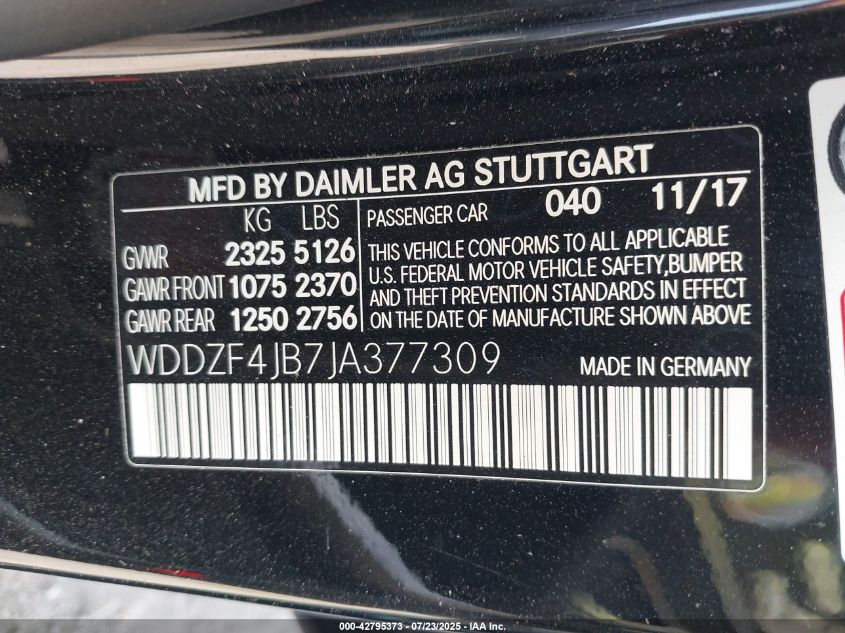 MFD BY DAIMLER AG STUTTGART
KG LBS
GVWR 2325 5126
GAWR FRONT 1075 2370
GAWR REAR 1250 2756
PASSENGER CAR 040 11/17
THIS VEHICLE CONFORMS TO ALL APPLICABLE
U.S. FEDERAL MOTOR VEHICLE SAFETY,BUMPER
AND THEFT PREVENTION STANDARDS IN EFFECT
ON THE DATE OF MANUFACTURE SHOWN ABOVE
WDDZF4JB7JA377309 MADE IN GERMANY
000-42795373 - 07/23/2025 - IAA Inc.